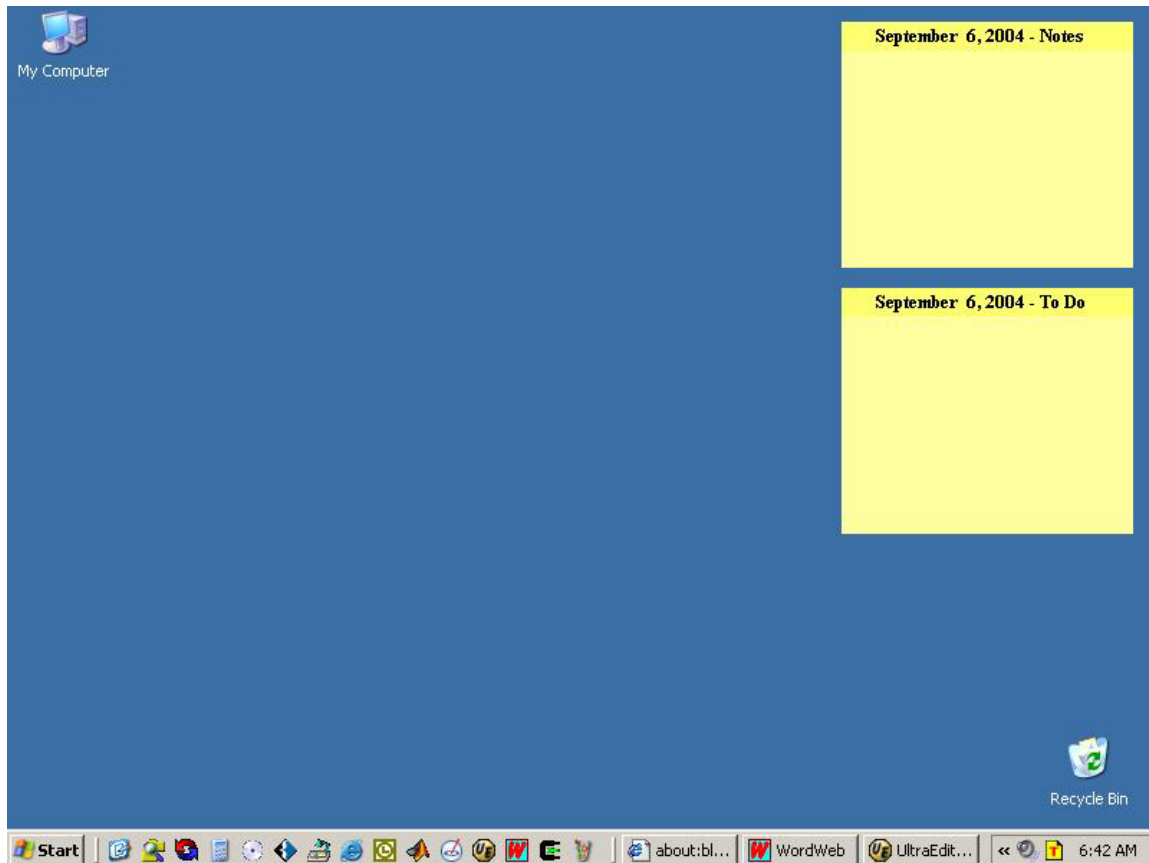 My Computer
September 6, 2004 - Notes
September 6, 2004 - To Do
Recycle Bin
Start
about:bl...
WordWeb
UltraEdit...
6:42 AM